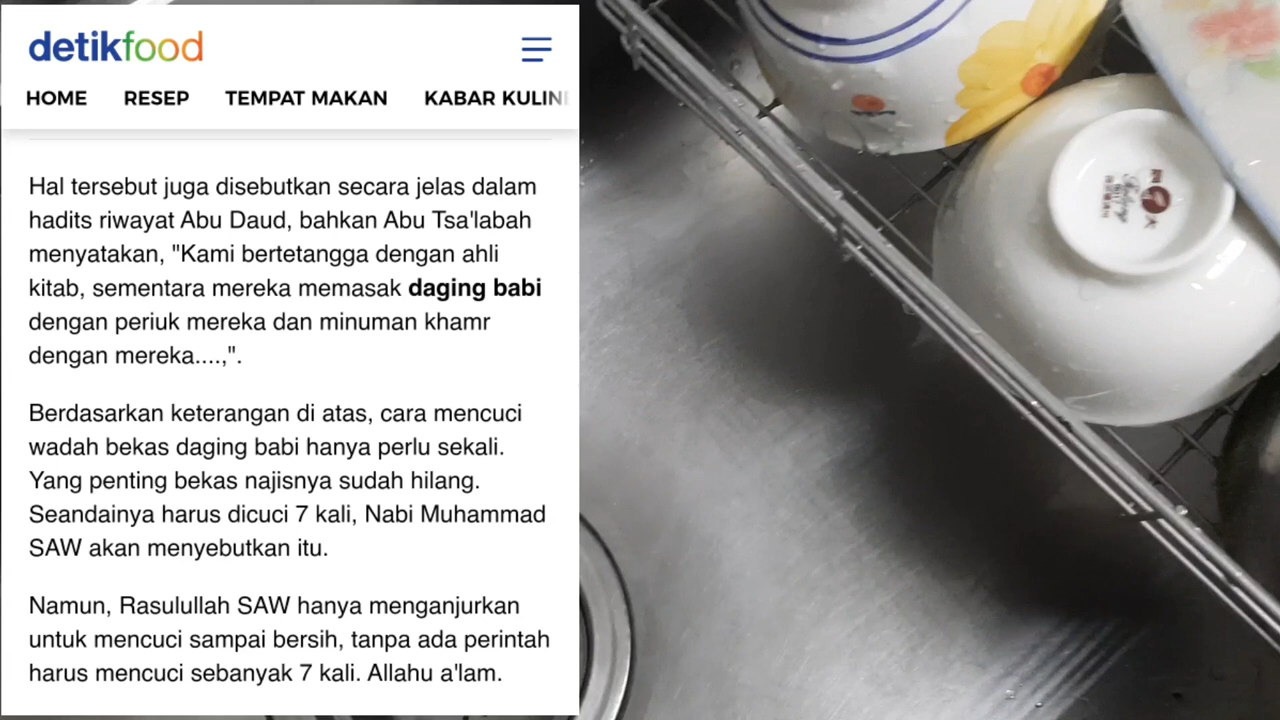 detikfood
HOME RESEP TEMPAT MAKAN KABAR KULINE
Hal tersebut juga disebutkan secara jelas dalam
hadits riwayat Abu Daud, bahkan Abu Tsa'labah
menyatakan, "Kami bertetangga dengan ahli
kitab, sementara mereka memasak daging babi
dengan periuk mereka dan minuman khamr
dengan mereka....,".
Berdasarkan keterangan di atas, cara mencuci
wadah bekas daging babi hanya perlu sekali.
Yang penting bekas najisnya sudah hilang.
Seandainya harus dicuci 7 kali, Nabi Muhammad
SAW akan menyebutkan itu.
Namun, Rasulullah SAW hanya menganjurkan
untuk mencuci sampai bersih, tanpa ada perintah
harus mencuci sebanyak 7 kali. Allahu a'lam.